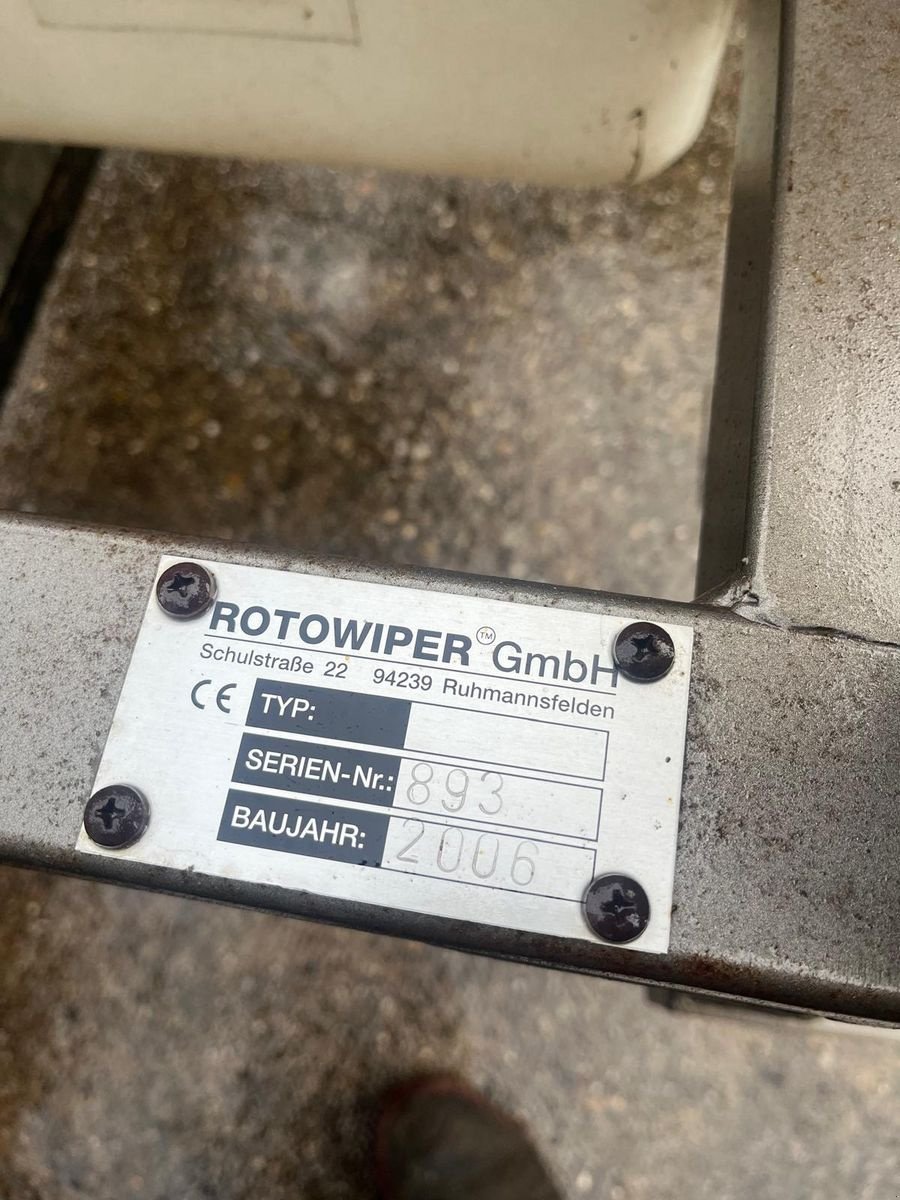 ROTOWIPER™ GmbH
Schulstraße 22 94239 Ruhmannsfelden
CE TYP:
SERIEN-Nr.: 893
BAUJAHR: 2006